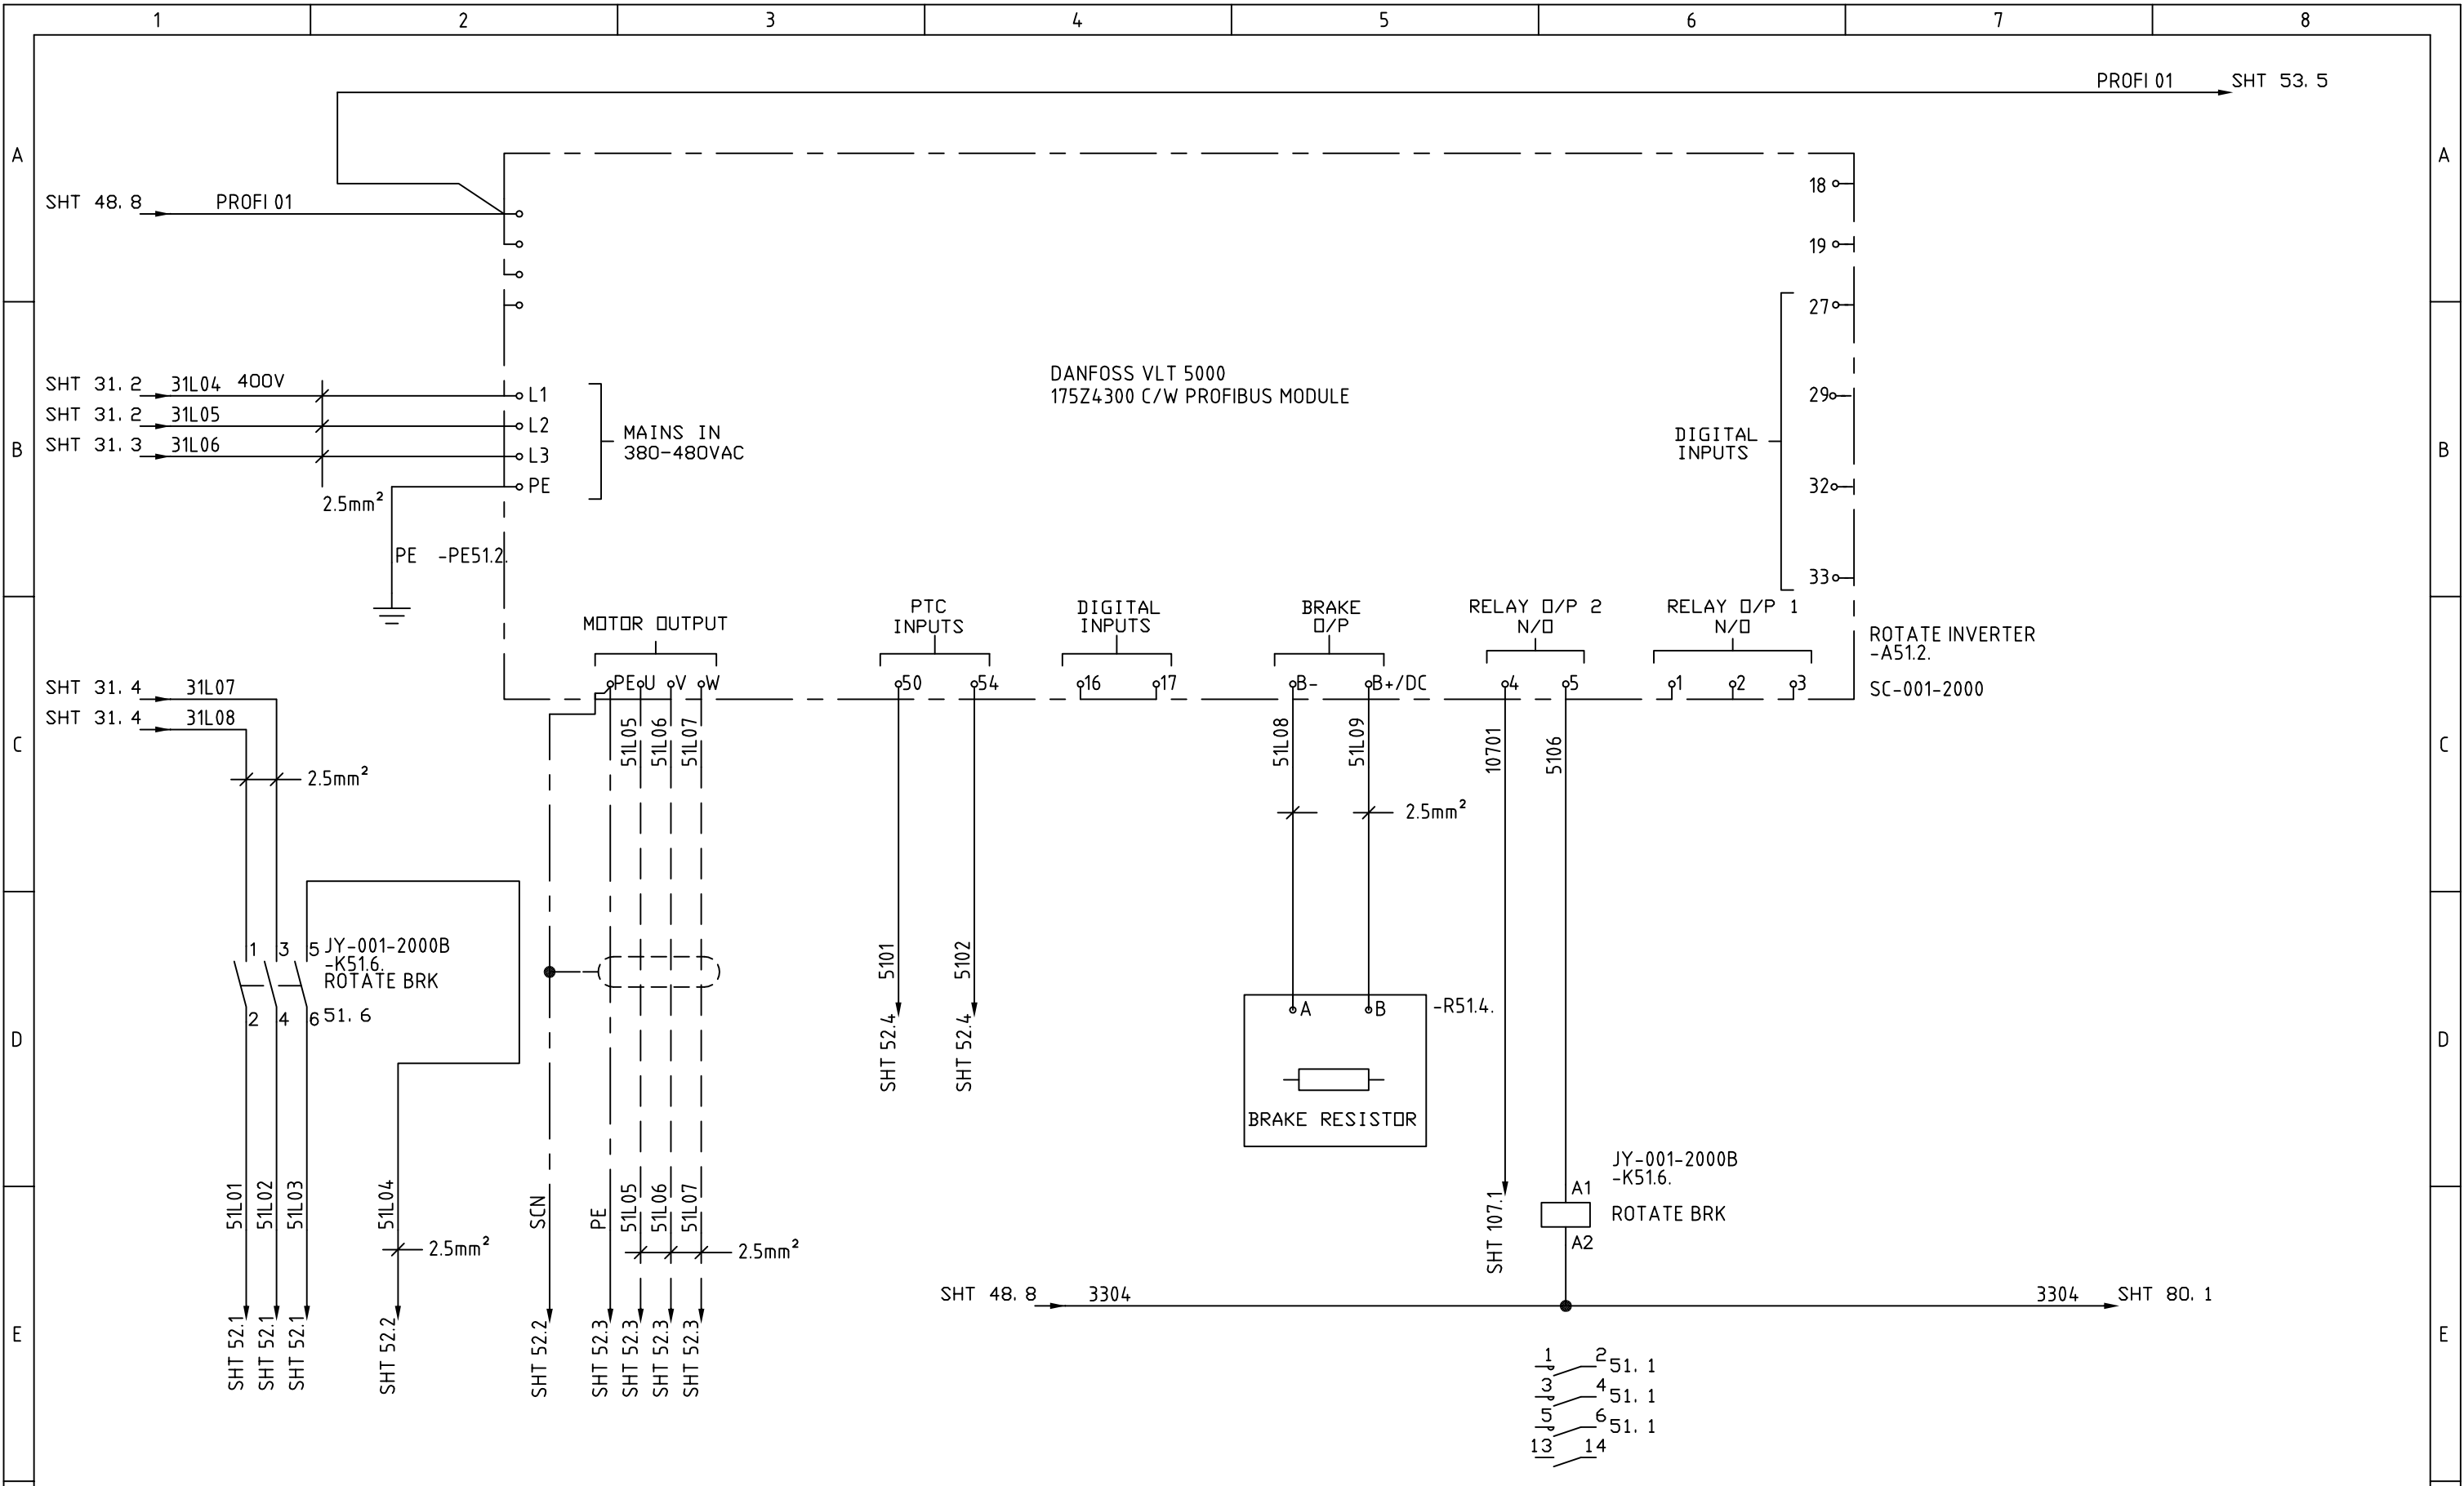 1 2 3 4 5 6 7 8
PROFI 01 SHT 53. 5
A A
18
SHT 48. 8 PROFI 01
19
27
DANFOSS VLT 5000
175Z4300 C/W PROFIBUS MODULE
SHT 31. 2 31L04 400V L1
29
SHT 31. 2 31L05 L2
SHT 31. 3 31L06 L3
MAINS IN
380-480VAC
DIGITAL
INPUTS
B B
PE
32
2.5mm²
PE -PE51.2.
33
MOTOR OUTPUT
PTC
INPUTS
DIGITAL
INPUTS
BRAKE
O/P
RELAY O/P 2
N/O
RELAY O/P 1
N/O
ROTATE INVERTER
-A51.2.
SC-001-2000
PE U V W 50 54 16 17 B- B+/DC 4 5 1 2 3
SHT 31. 4 31L07
SHT 31. 4 31L08
51L05
51L06
51L07
51L08
51L09
10701
5106
C C
2.5mm²
2.5mm²
1 3 5
JY-001-2000B
-K51.6.
ROTATE BRK
2 4 6 51. 6
5101
5102
SHT 52.4
SHT 52.4
A B -R51.4.
BRAKE RESISTOR
D D
51L01
51L02
51L03
51L04
SCN
PE
51L05
51L06
51L07
2.5mm²
2.5mm²
SHT 107.1
JY-001-2000B
-K51.6.
A1
ROTATE BRK
A2
SHT 48. 8 3304 3304 SHT 80. 1
E E
SHT 52.1
SHT 52.1
SHT 52.1
SHT 52.2
SHT 52.2
SHT 52.3
SHT 52.3
SHT 52.3
SHT 52.3
1 2 51. 1
3 4 51. 1
5 6 51. 1
13 14